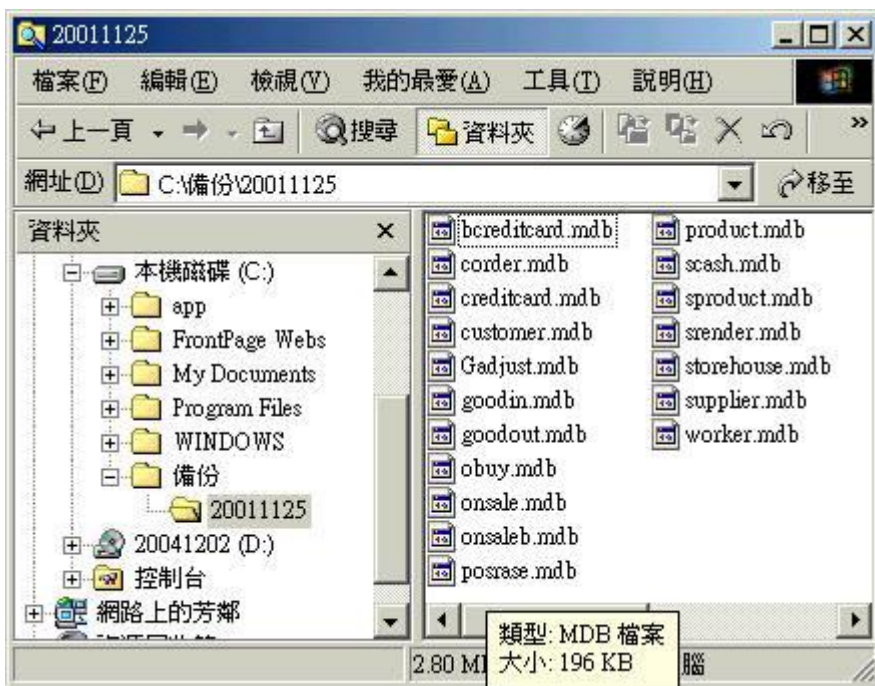 20011125
檔案(F) 編輯(E) 檢視(V) 我的最愛(A) 工具(T) 說明(H)
上一頁 搜尋 資料夾 »
網址(D) C:\備份\20011125 移至
資料夾
本機磁碟 (C:)
app
FrontPage Webs
My Documents
Program Files
WINDOWS
備份
20011125
20041202 (D:)
控制台
網路上的芳鄰
bcreditcard.mdb
corder.mdb
creditcard.mdb
customer.mdb
Gadjust.mdb
goodin.mdb
goodout.mdb
obuy.mdb
onsale.mdb
onsaleb.mdb
posrase.mdb
product.mdb
scash.mdb
sproduct.mdb
srender.mdb
storehouse.mdb
supplier.mdb
worker.mdb
類型: MDB 檔案
大小: 196 KB
2.80 M 腦